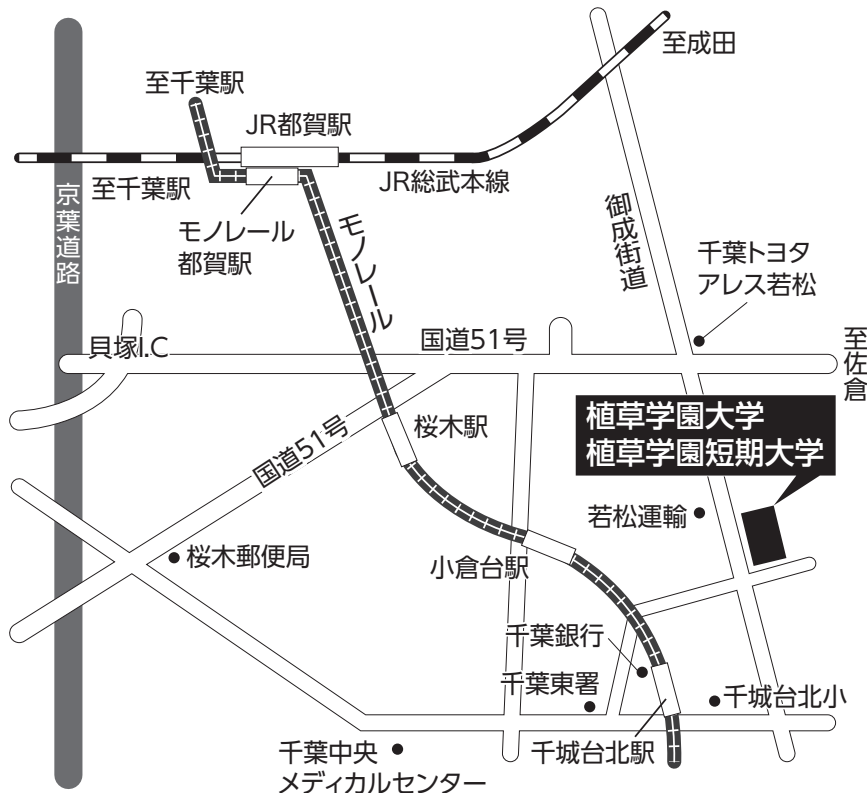 至成田
至千葉駅
JR都賀駅
至千葉駅
JR総武本線
京葉道路
モノレール
都賀駅
モノレール
御成街道
千葉トヨタ
アレス若松
国道51号
至佐倉
貝塚I.C
植草学園大学
植草学園短期大学
桜木駅
国道51号
若松運輸
桜木郵便局
小倉台駅
千葉銀行
千葉東署
千城台北小
千城台北駅
千葉中央
メディカルセンター